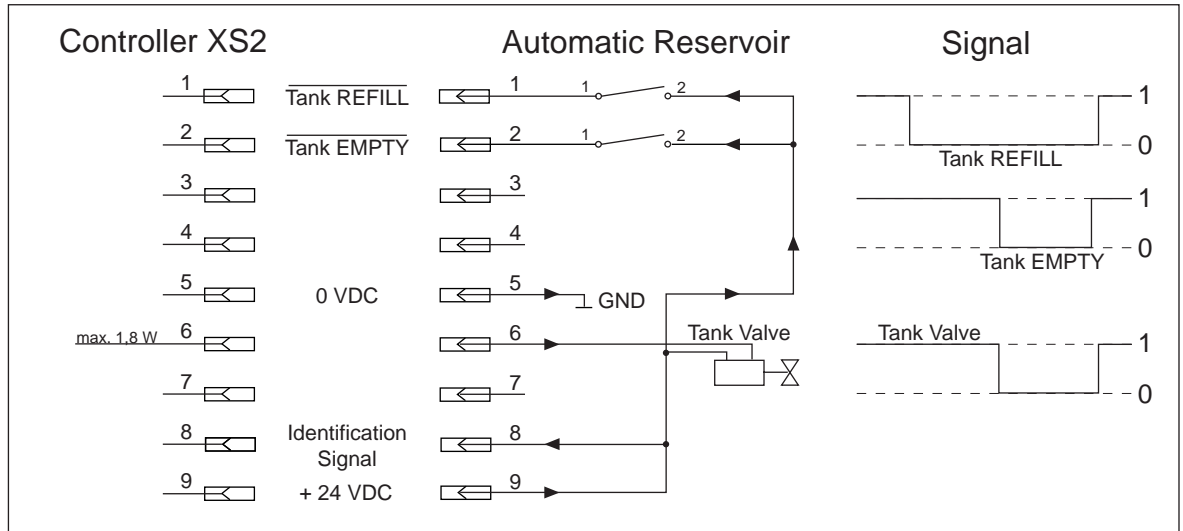 Controller XS2 Automatic Reservoir Signal
1 Tank REFILL 1 1 2 1
2 Tank EMPTY 2 1 2 0
Tank REFILL
3 3
1
4 4 0
Tank EMPTY
5 0 VDC 5 GND
max. 1,8 W 6 6 Tank Valve Tank Valve 1
7 7 0
8 Identification 8
Signal
9 + 24 VDC 9